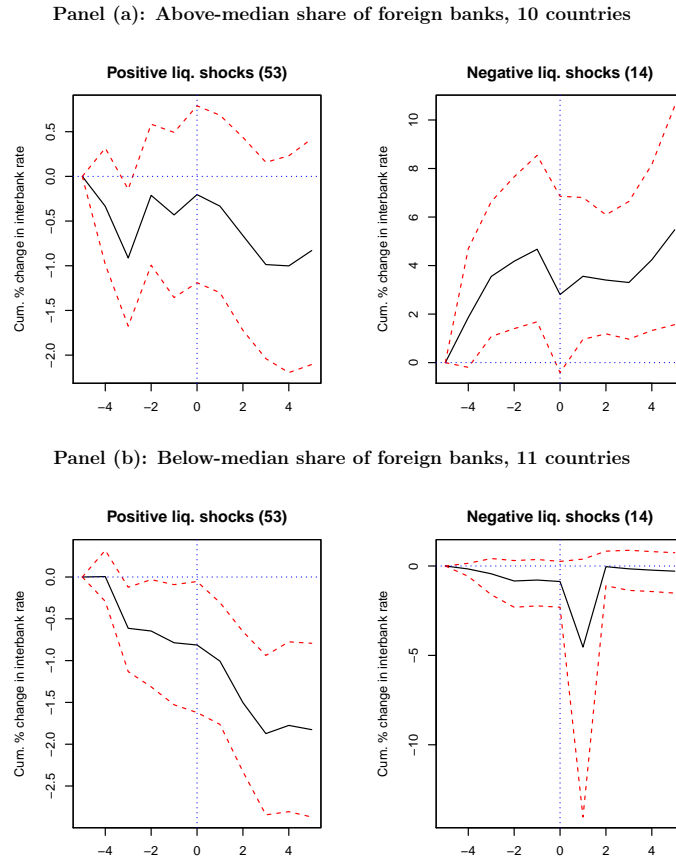 Panel (a): Above-median share of foreign banks, 10 countries
Positive liq. shocks (53)
Cum. % change in interbank rate
0.5
0.0
-0.5
-1.0
-1.5
-2.0
−4 −2 0 2 4
Negative liq. shocks (14)
Cum. % change in interbank rate
10
8
6
4
2
0
−4 −2 0 2 4
Panel (b): Below-median share of foreign banks, 11 countries
Positive liq. shocks (53)
Cum. % change in interbank rate
0.0
-0.5
-1.0
-1.5
-2.0
-2.5
−4 −2 0 2 4
Negative liq. shocks (14)
Cum. % change in interbank rate
0
-5
-10
−4 −2 0 2 4